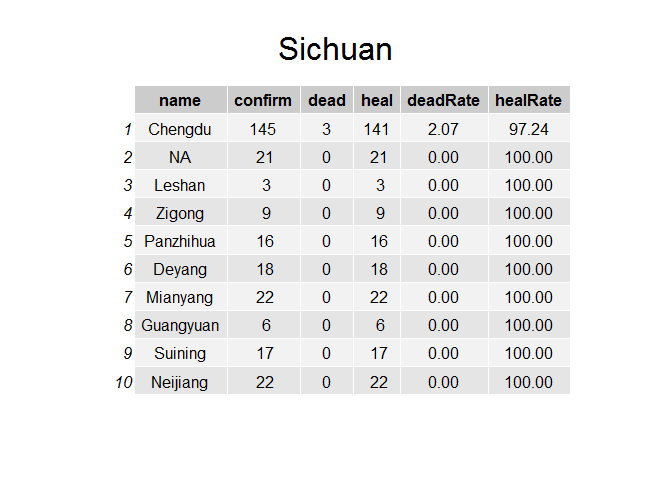 Sichuan
name confirm dead heal deadRate healRate
1 Chengdu 145 3 141 2.07 97.24
2 NA 21 0 21 0.00 100.00
3 Leshan 3 0 3 0.00 100.00
4 Zigong 9 0 9 0.00 100.00
5 Panzhihua 16 0 16 0.00 100.00
6 Deyang 18 0 18 0.00 100.00
7 Mianyang 22 0 22 0.00 100.00
8 Guangyuan 6 0 6 0.00 100.00
9 Suining 17 0 17 0.00 100.00
10 Neijiang 22 0 22 0.00 100.00